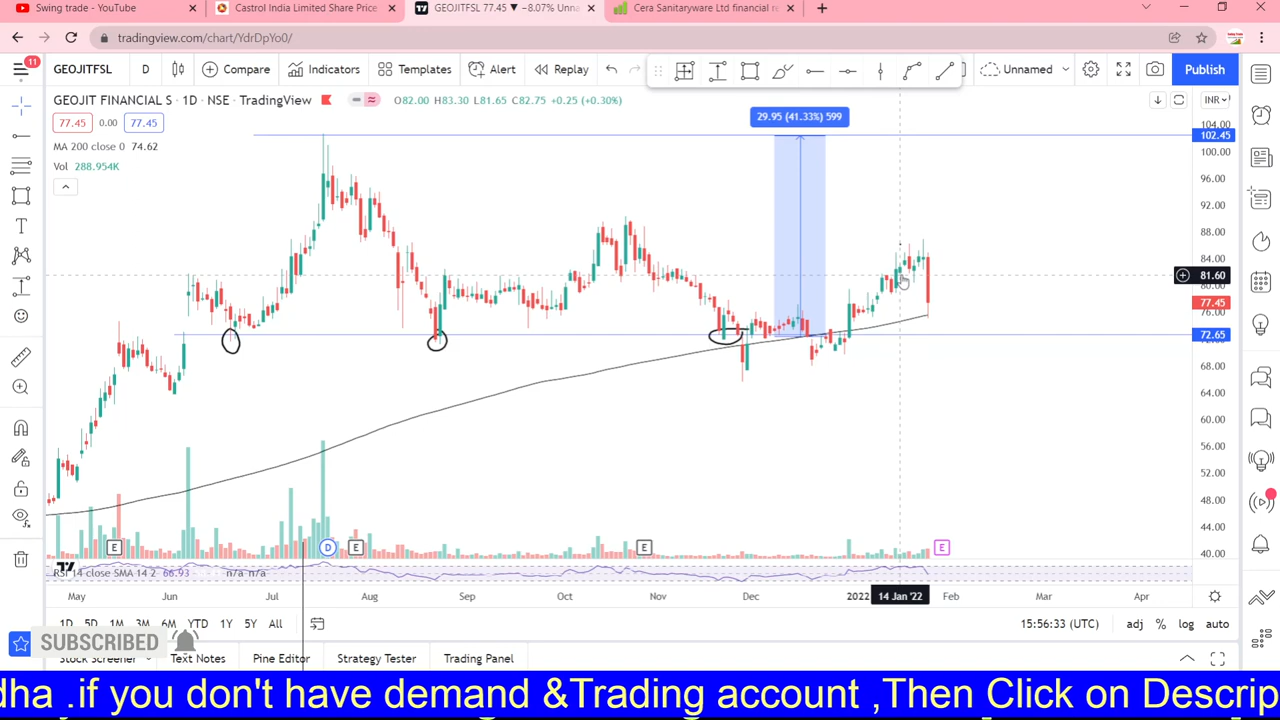 Swing trade - YouTube
Castrol India Limited Share Price
GEOJITFSL 77.45 ▼ −8.07% Unna
Cera Sanitaryware Ltd financial re
tradingview.com/chart/YdrDpYo0/
11
GEOJITFSL
D
Compare
Indicators
Templates
Alert
Replay
Unnamed
Publish
GEOJIT FINANCIAL S · 1D · NSE · TradingView
O82.00 H83.30 L81.65 C82.75 +0.25 (+0.30%)
INR
77.45
0.00
77.45
MA 200 close 0 74.62
Vol 288.954K
29.95 (41.33%) 599
104.00
102.45
100.00
96.00
92.00
88.00
84.00
81.60
80.00
77.45
76.00
72.65
68.00
64.00
60.00
56.00
52.00
48.00
44.00
40.00
E
D
E
E
E
RSI 14 close SMA 14 2 66.93 n/a n/a
May
Jun
Jul
Aug
Sep
Oct
Nov
Dec
2022
14 Jan '22
Feb
Mar
Apr
1D 5D 1M 3M 6M YTD 1Y 5Y All
15:56:33 (UTC)
adj % log auto
SUBSCRIBED
Stock Screener
Text Notes
Pine Editor
Strategy Tester
Trading Panel
dha .if you don't have demand &Trading account ,Then Click on Descrip